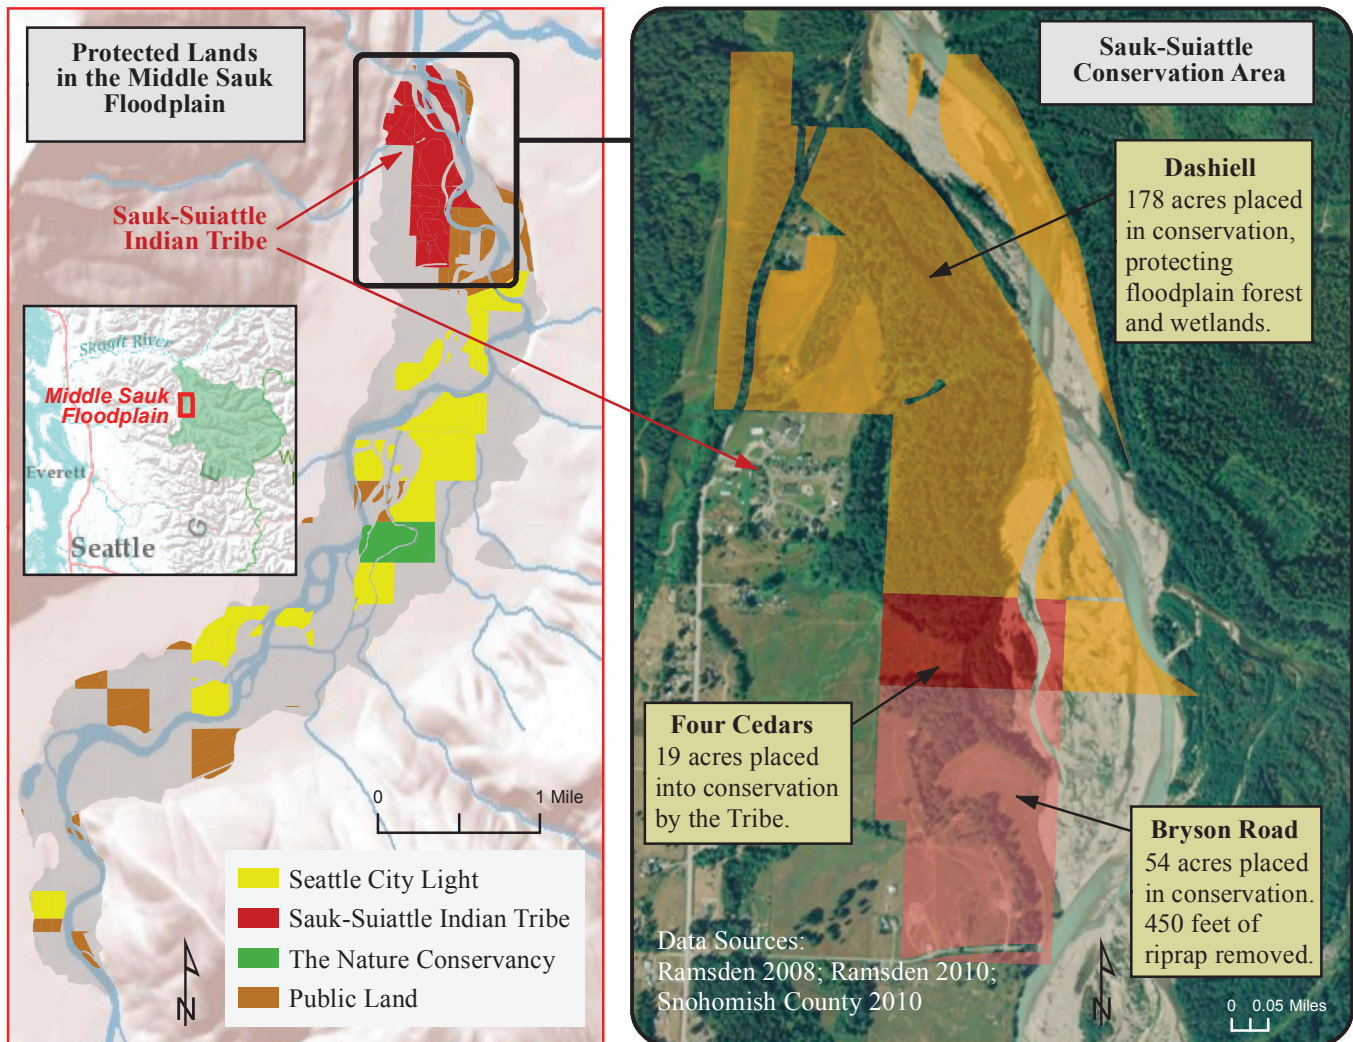 Protected Lands
in the Middle Sauk
Floodplain
Sauk-Suiattle
Indian Tribe
Skagit River
Middle Sauk
Floodplain
Everett
Seattle
W
E
G
0 1 Mile
Seattle City Light
Sauk-Suiattle Indian Tribe
The Nature Conservancy
Public Land
N
Sauk-Suiattle
Conservation Area
Dashiell
178 acres placed
in conservation,
protecting
floodplain forest
and wetlands.
Four Cedars
19 acres placed
into conservation
by the Tribe.
Bryson Road
54 acres placed
in conservation.
450 feet of
riprap removed.
Data Sources:
Ramsden 2008; Ramsden 2010;
Snohomish County 2010
N
0 0.05 Miles